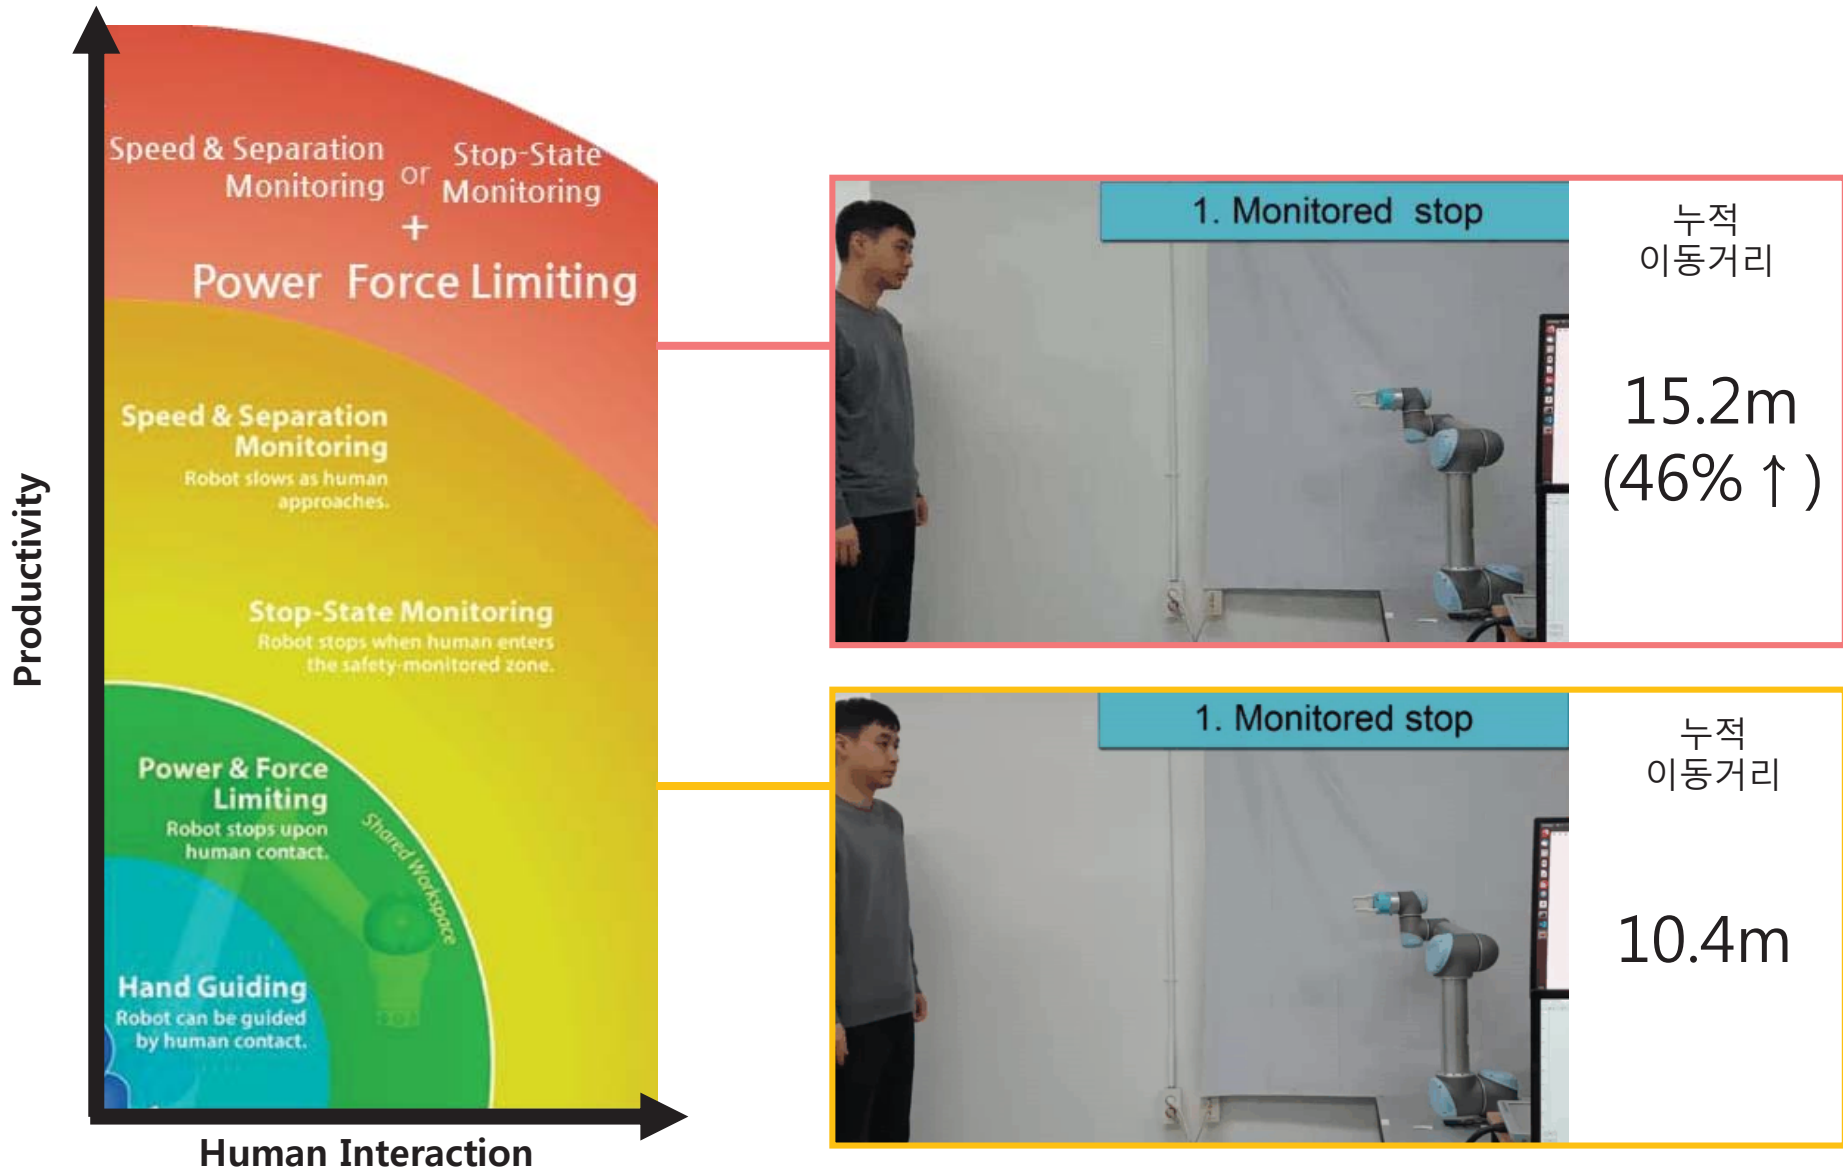 Productivity
Speed & Separation
Monitoring
or
Stop-State
Monitoring
+
Power Force Limiting
Speed & Separation
Monitoring
Robot slows as human
approaches.
Stop-State Monitoring
Robot stops when human enters
the safety-monitored zone.
Power & Force
Limiting
Robot stops upon
human contact.
Shared Workspace
Hand Guiding
Robot can be guided
by human contact.
Human Interaction
1. Monitored stop
누적
이동거리
15.2m
(46%↑)
1. Monitored stop
누적
이동거리
10.4m